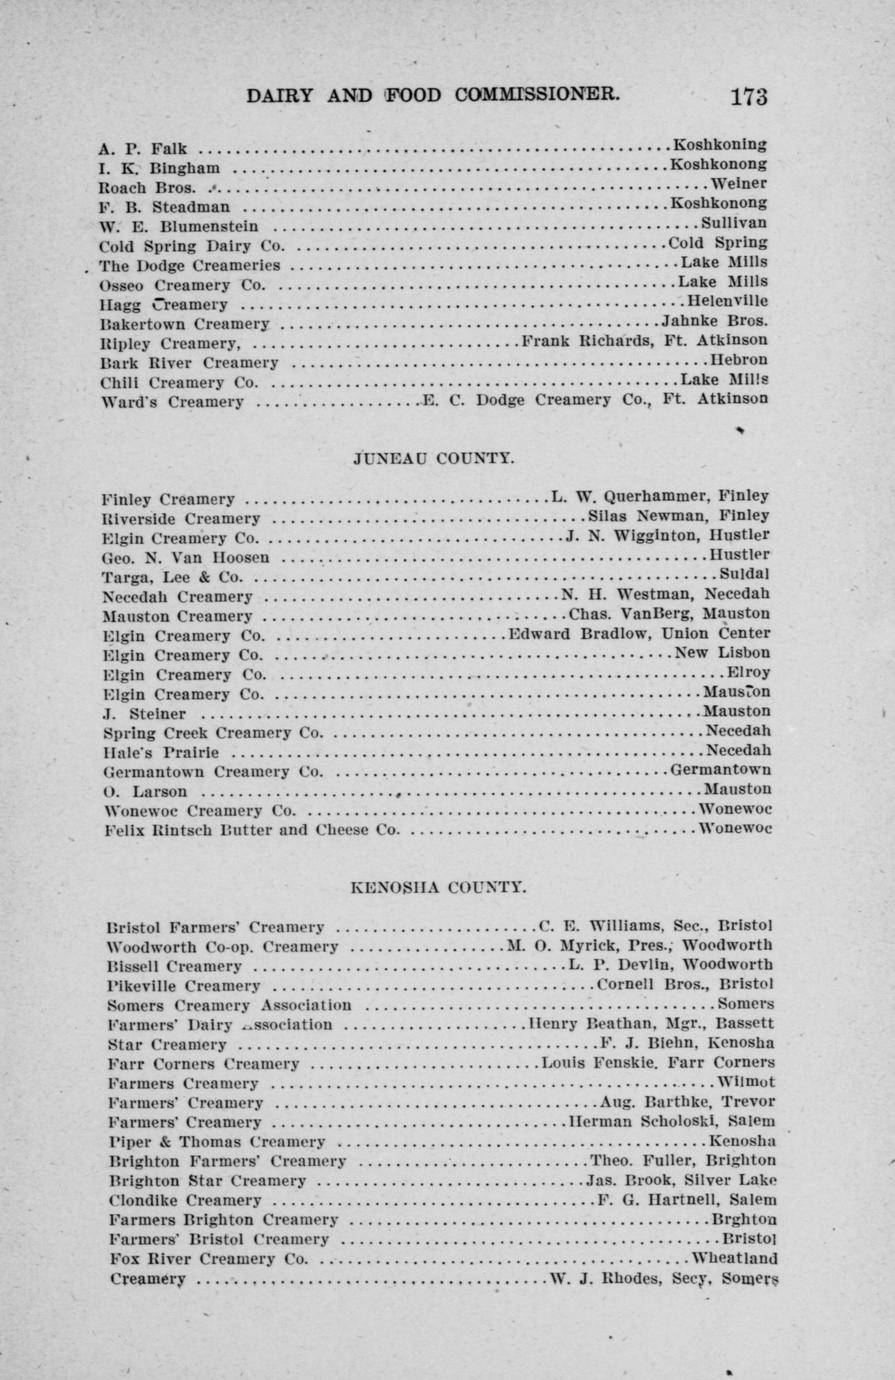 DAIRY AND FOOD COMMISSIONER. 173
A. P. Falk ........ Koshkoning
I. K. Bingham ........ Koshkonong
Roach Bros. ........ Weiner
F. B. Steadman ........ Koshkonong
W. E. Blumenstein ........ Sullivan
Cold Spring Dairy Co. ........ Cold Spring
The Dodge Creameries ........ Lake Mills
Osseo Creamery Co. ........ Lake Mills
Hagg Creamery ........ Helenville
Bakertown Creamery ........ Jahnke Bros.
Ripley Creamery, ........ Frank Richards, Ft. Atkinson
Bark River Creamery ........ Hebron
Chili Creamery Co. ........ Lake Mills
Ward's Creamery ........ E. C. Dodge Creamery Co., Ft. Atkinson
JUNEAU COUNTY.
Finley Creamery ........ L. W. Querhammer, Finley
Riverside Creamery ........ Silas Newman, Finley
Elgin Creamery Co. ........ J. N. Wigginton, Hustler
Geo. N. Van Hoosen ........ Hustler
Targa, Lee & Co. ........ Suldal
Necedah Creamery ........ N. H. Westman, Necedah
Mauston Creamery ........ Chas. VanBerg, Mauston
Elgin Creamery Co. ........ Edward Bradlow, Union Center
Elgin Creamery Co. ........ New Lisbon
Elgin Creamery Co. ........ Elroy
Elgin Creamery Co. ........ Mauston
J. Steiner ........ Mauston
Spring Creek Creamery Co. ........ Necedah
Hale's Prairie ........ Necedah
Germantown Creamery Co. ........ Germantown
O. Larson ........ Mauston
Wonewoc Creamery Co. ........ Wonewoc
Felix Rintsch Butter and Cheese Co. ........ Wonewoc
KENOSHA COUNTY.
Bristol Farmers' Creamery ........ C. E. Williams, Sec., Bristol
Woodworth Co-op. Creamery ........ M. O. Myrick, Pres., Woodworth
Bissell Creamery ........ L. P. Devlin, Woodworth
Pikeville Creamery ........ Cornell Bros., Bristol
Somers Creamery Association ........ Somers
Farmers' Dairy Association ........ Henry Beathan, Mgr., Bassett
Star Creamery ........ F. J. Biehn, Kenosha
Farr Corners Creamery ........ Louis Fenskie. Farr Corners
Farmers Creamery ........ Wilmot
Farmers' Creamery ........ Aug. Barthke, Trevor
Farmers' Creamery ........ Herman Scholoski, Salem
Piper & Thomas Creamery ........ Kenosha
Brighton Farmers' Creamery ........ Theo. Fuller, Brighton
Brighton Star Creamery ........ Jas. Brook, Silver Lake
Clondike Creamery ........ F. G. Hartnell, Salem
Farmers Brighton Creamery ........ Brghton
Farmers' Bristol Creamery ........ Bristol
Fox River Creamery Co. ........ Wheatland
Creamery ........ W. J. Rhodes, Secy, Somers